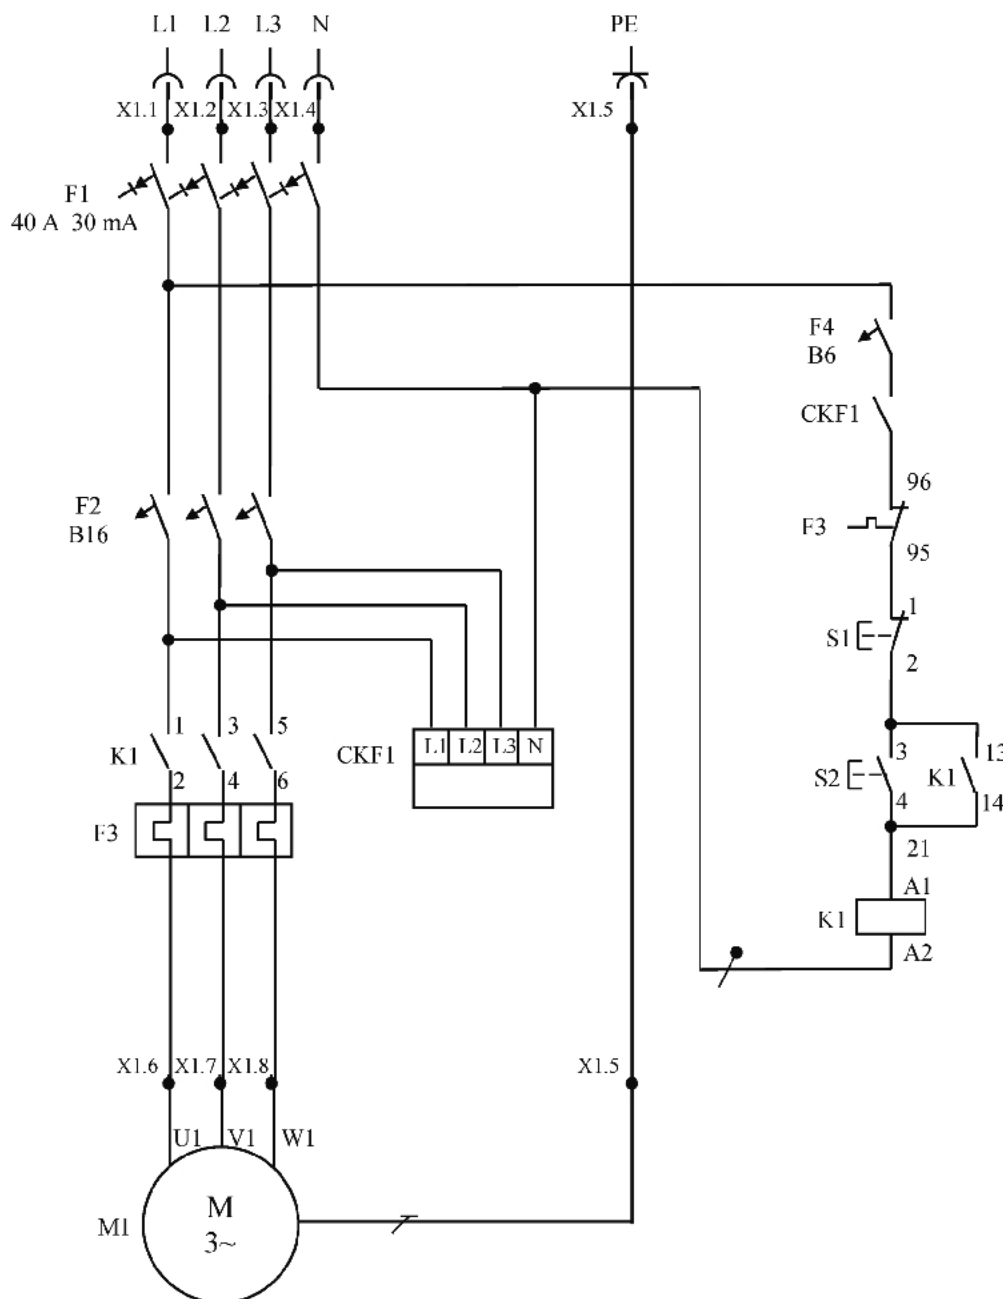 L1 L2 L3 N PE
X1.1 X1.2 X1.3 X1.4 X1.5
F1
40 A 30 mA
F4
B6
CKF1
96
F2
B16
F3
95
1
S1
2
1 3 5
K1
2 4 6
CKF1
L1 L2 L3 N
3 13
S2 K1
4 14
F3
21
A1
K1
A2
X1.6 X1.7 X1.8 X1.5
U1 V1 W1
M1
M
3~